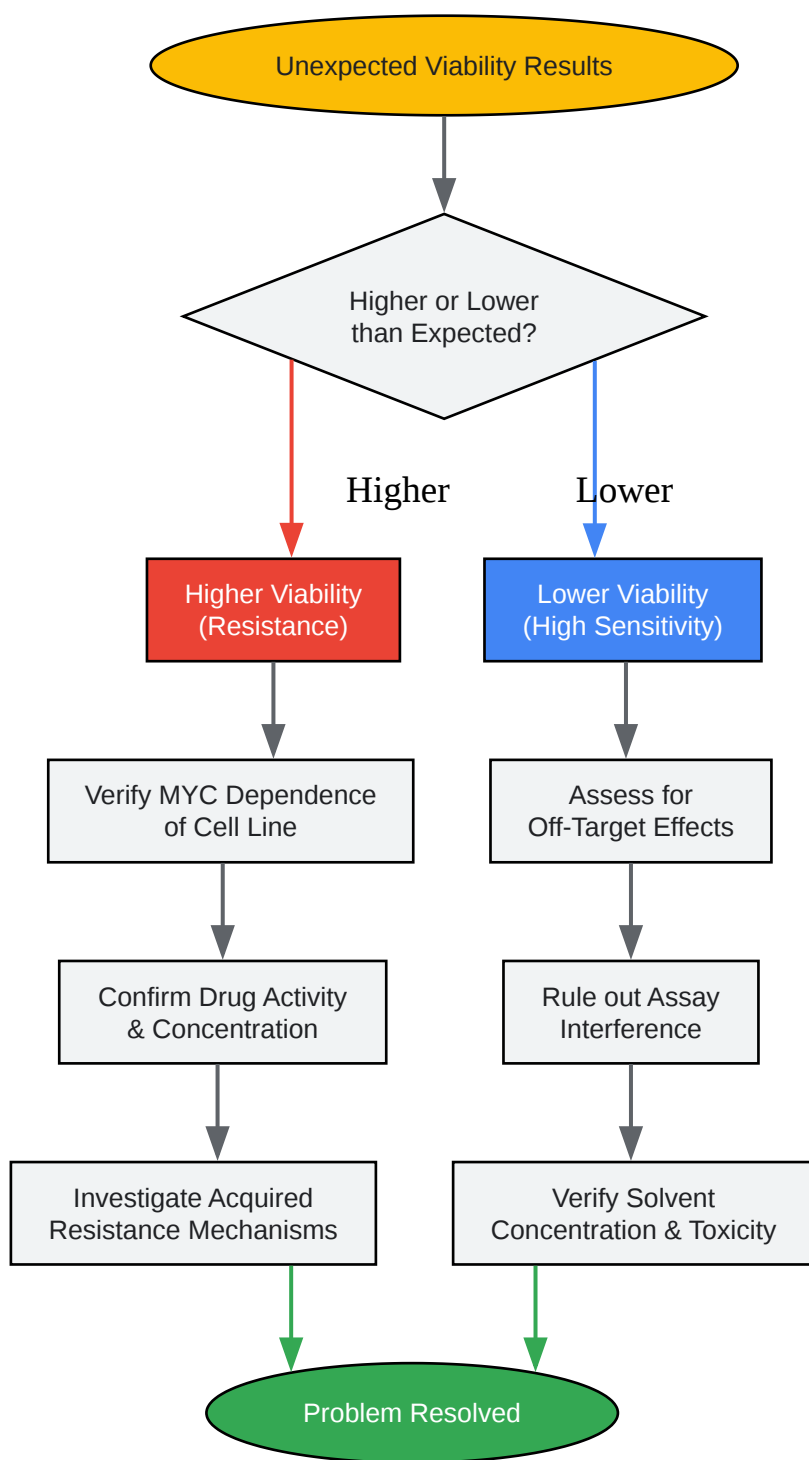 Unexpected Viability Results
Higher or Lower
than Expected?
Higher
Lower
Higher Viability
(Resistance)
Lower Viability
(High Sensitivity)
Verify MYC Dependence
of Cell Line
Assess for
Off-Target Effects
Confirm Drug Activity
& Concentration
Rule out Assay
Interference
Investigate Acquired
Resistance Mechanisms
Verify Solvent
Concentration & Toxicity
Problem Resolved